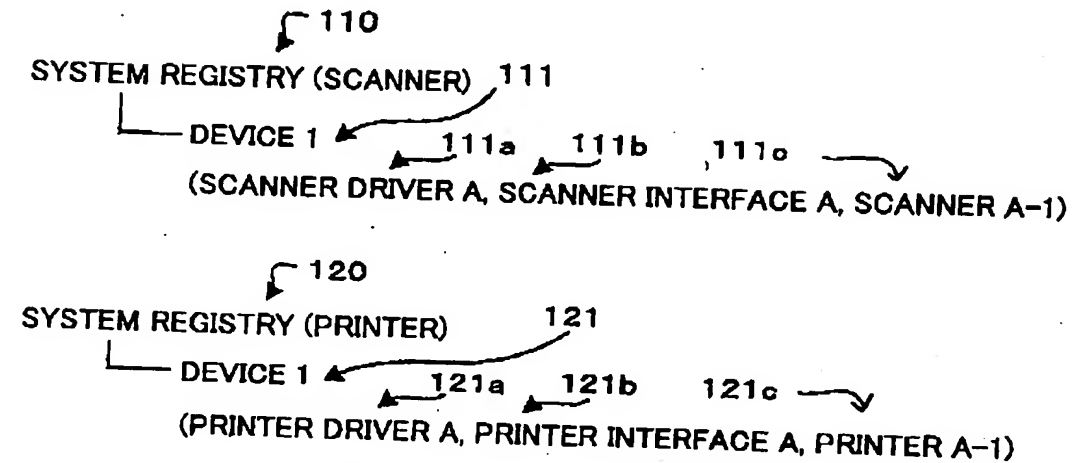 110
SYSTEM REGISTRY (SCANNER) 111
DEVICE 1
111a 111b 111c
(SCANNER DRIVER A, SCANNER INTERFACE A, SCANNER A-1)
120
SYSTEM REGISTRY (PRINTER) 121
DEVICE 1
121a 121b 121c
(PRINTER DRIVER A, PRINTER INTERFACE A, PRINTER A-1)